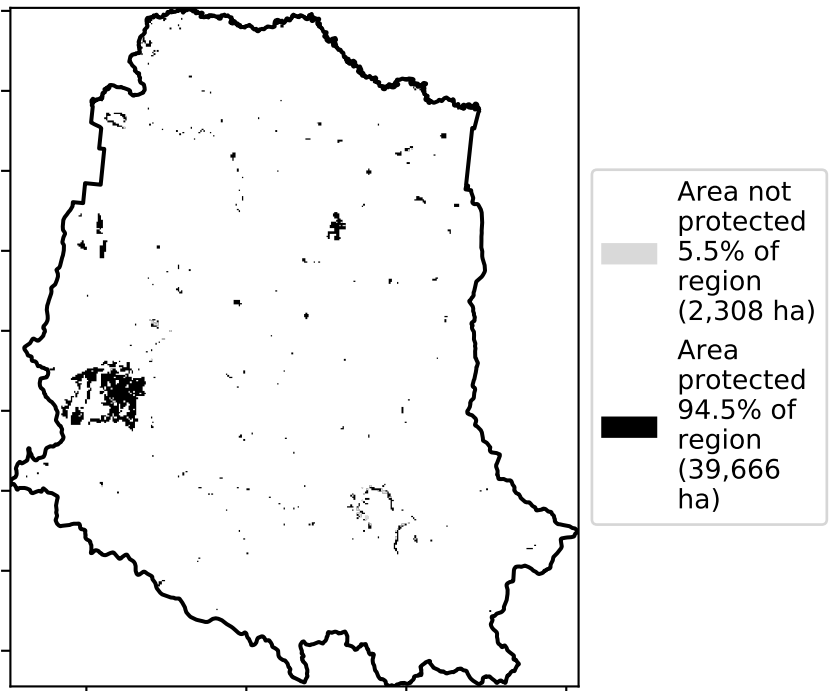 Area not
protected
5.5% of
region
(2,308 ha)
Area
protected
94.5% of
region
(39,666
ha)